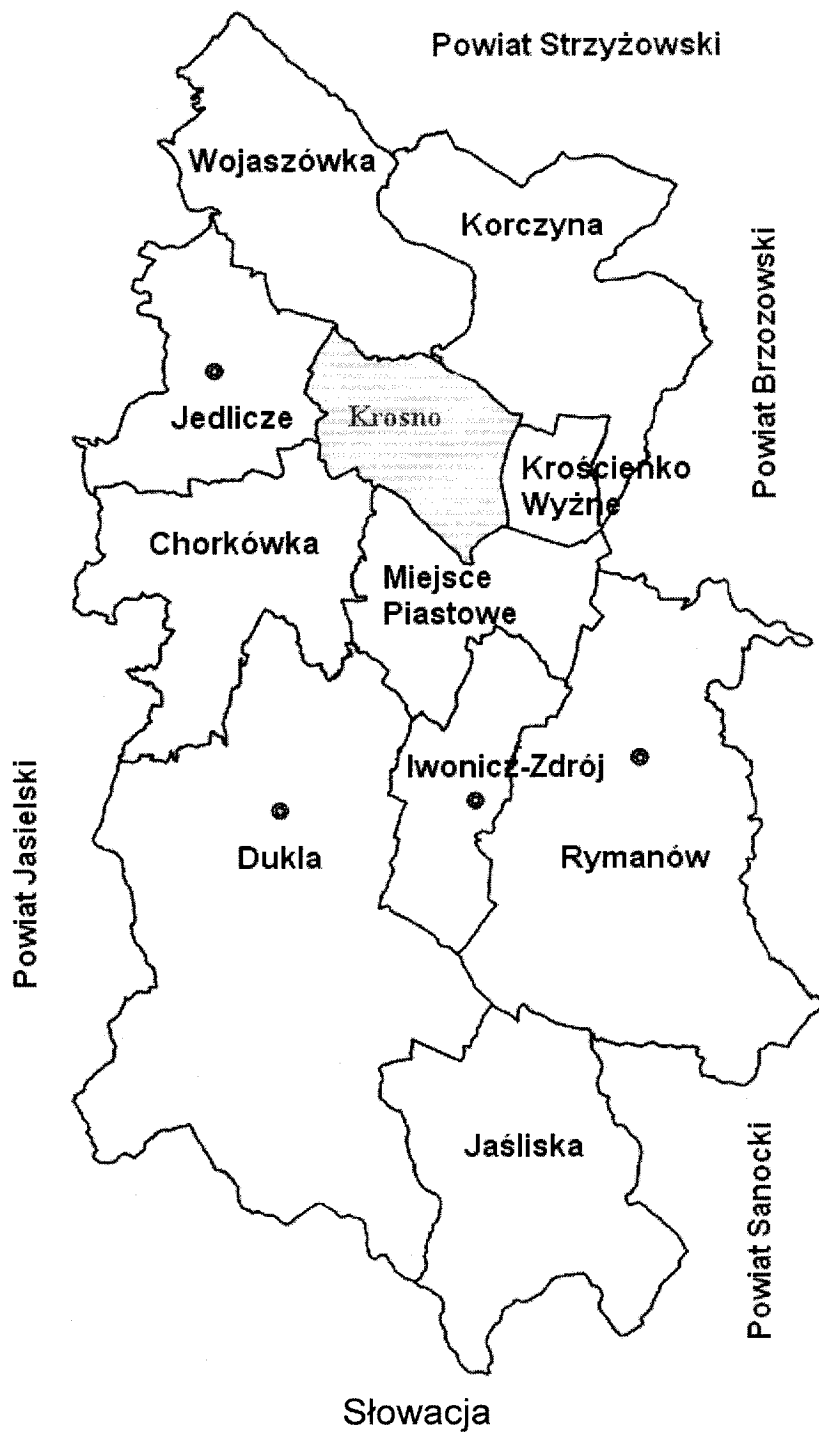 Powiat Strzyżowski
Wojaszówka
Korczyna
Powiat Brzozowski
Jedlicze
Krosno
Krościenko
Wyżne
Chorkówka
Miejsce
Piastowe
Iwonicz-Zdrój
Powiat Jasielski
Dukla
Rymanów
Jaśliska
Powiat Sanocki
Słowacja